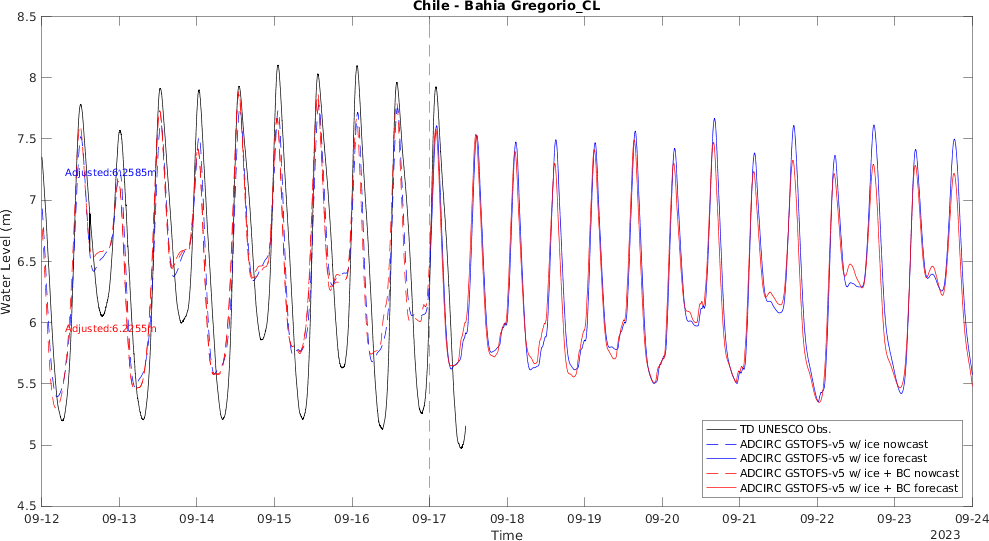 Chile - Bahia Gregorio_CL
8.5
8
7.5
7
6.5
6
5.5
5
4.5
Water Level (m)
Adjusted:6.2585m
Adjusted:6.2255m
TD UNESCO Obs.
ADCIRC GSTOFS-v5 w/ ice nowcast
ADCIRC GSTOFS-v5 w/ ice forecast
ADCIRC GSTOFS-v5 w/ ice + BC nowcast
ADCIRC GSTOFS-v5 w/ ice + BC forecast
09-12 09-13 09-14 09-15 09-16 09-17 09-18 09-19 09-20 09-21 09-22 09-23 09-24
Time
2023